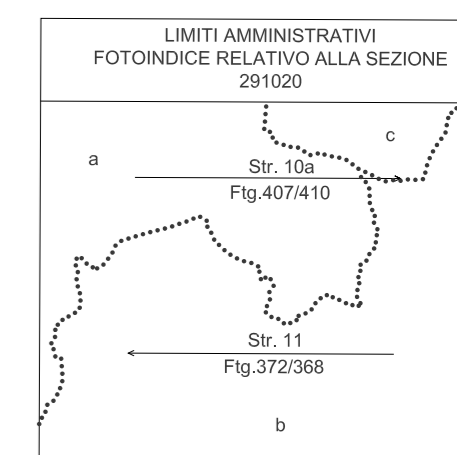 LIMITI AMMINISTRATIVI
FOTOINDICE RELATIVO ALLA SEZIONE
291020
c
a
Str. 10a
Ftg.407/410
Str. 11
Ftg.372/368
b